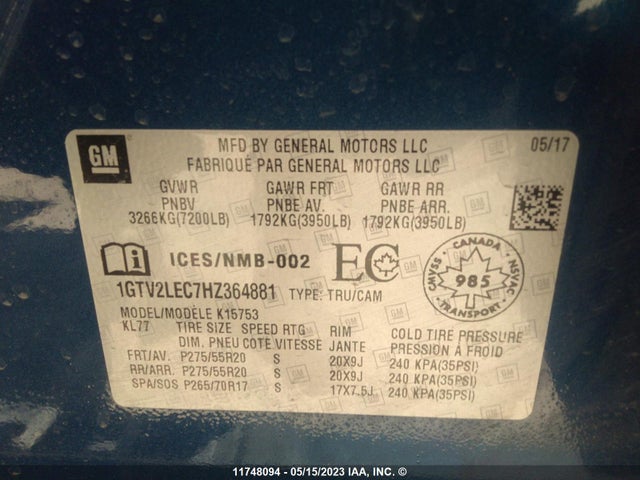 GM
MFD BY GENERAL MOTORS LLC 05/17
FABRIQUÉ PAR GENERAL MOTORS LLC
GVWR GAWR FRT GAWR RR
PNBV PNBE AV. PNBE ARR.
3266KG(7200LB) 1792KG(3950LB) 1792KG(3950LB)
ICES/NMB-002 EC
CANADA
CMVSS 985 NSVAC
TRANSPORT
1GTV2LEC7HZ364881 TYPE: TRU/CAM
MODEL/MODÈLE K15753
KL77 TIRE SIZE SPEED RTG RIM COLD TIRE PRESSURE
DIM. PNEU COTE VITESSE JANTE PRESSION À FROID
FRT/AV. P275/55R20 S 20X9J 240 KPA(35PSI)
RR/ARR. P275/55R20 S 20X9J 240 KPA(35PSI)
SPA/SOS P265/70R17 S 17X7.5J 240 KPA(35PSI)
11748094 - 05/15/2023 IAA, INC. ©